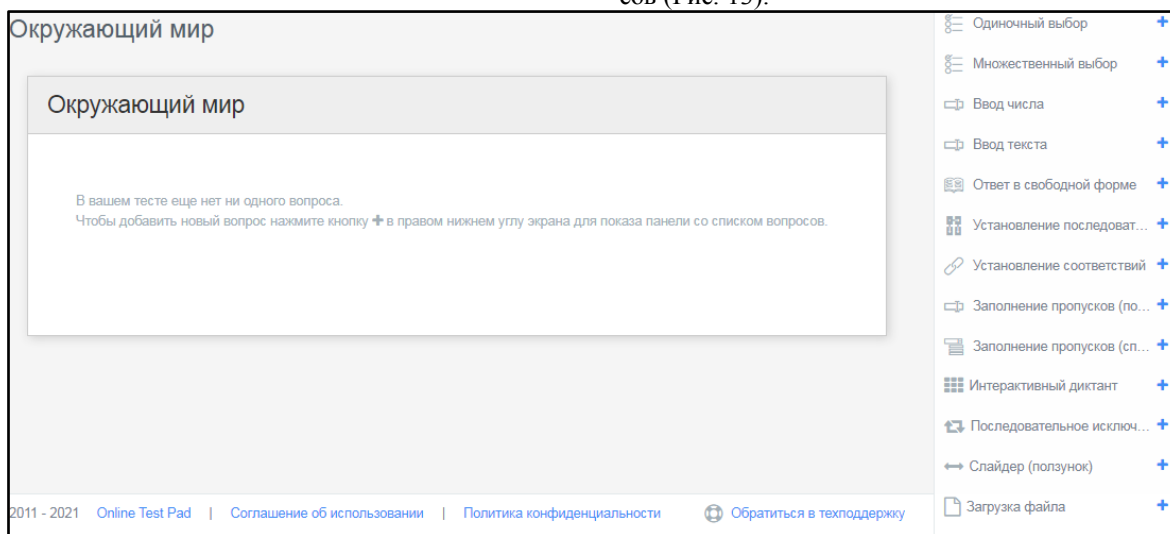 сов (Рис. 13).
Окружающий мир
Окружающий мир
В вашем тесте еще нет ни одного вопроса.
Чтобы добавить новый вопрос нажмите кнопку + в правом нижнем углу экрана для показа панели со списком вопросов.
Одиночный выбор +
Множественный выбор +
Ввод числа +
Ввод текста +
Ответ в свободной форме +
Установление последоват... +
Установление соответствий +
Заполнение пропусков (по... +
Заполнение пропусков (сп... +
Интерактивный диктант +
Последовательное исключ... +
Слайдер (ползунок) +
Загрузка файла +
2011 - 2021 Online Test Pad | Соглашение об использовании | Политика конфиденциальности Обратиться в техподдержку